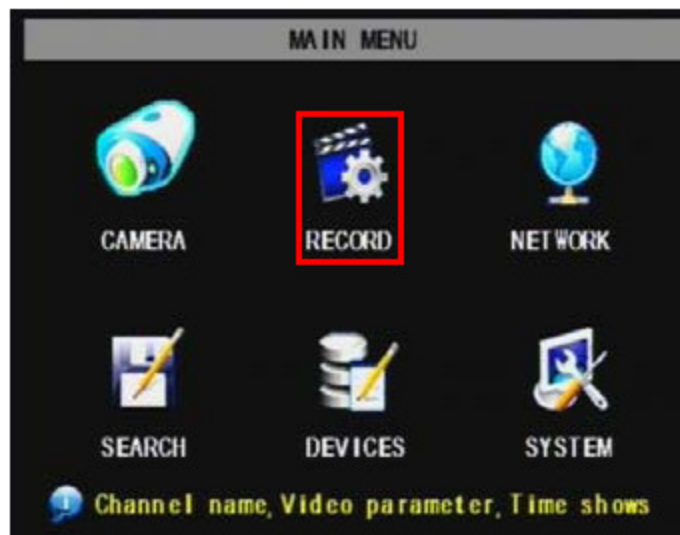 MAIN MENU
CAMERA RECORD NETWORK
SEARCH DEVICES SYSTEM
Channel name, Video parameter, Time shows